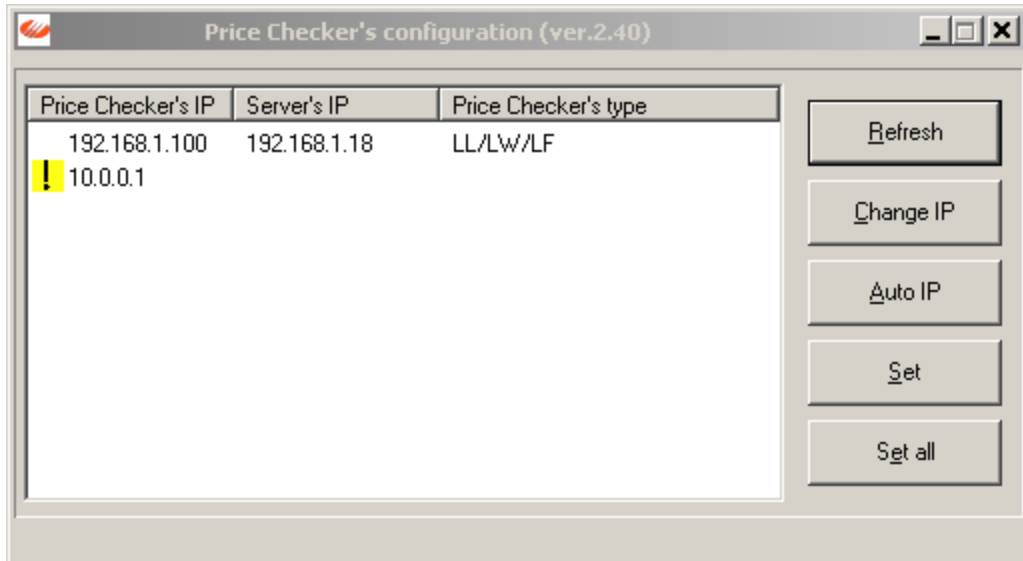 Price Checker's configuration (ver.2.40)
Price Checker's IP Server's IP Price Checker's type
192.168.1.100 192.168.1.18 LL/LW/LF
! 10.0.0.1
Refresh
Change IP
Auto IP
Set
Set all